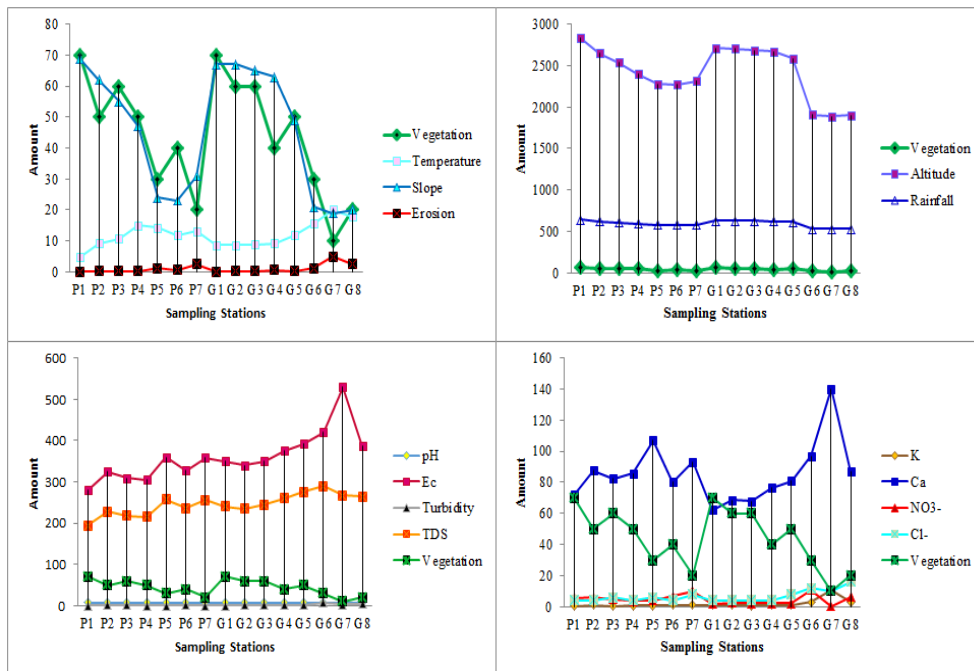 80
70
60
50
40
30
20
10
0
Amount
P1 P2 P3 P4 P5 P6 P7 G1 G2 G3 G4 G5 G6 G7 G8
Sampling Stations
Vegetation
Temperature
Slope
Erosion
3000
2500
2000
1500
1000
500
0
Amount
P1 P2 P3 P4 P5 P6 P7 G1 G2 G3 G4 G5 G6 G7 G8
Sampling Stations
Vegetation
Altitude
Rainfall
600
500
400
300
200
100
0
Amount
P1 P2 P3 P4 P5 P6 P7 G1 G2 G3 G4 G5 G6 G7 G8
Sampling Stations
pH
Ec
Turbidity
TDS
Vegetation
160
140
120
100
80
60
40
20
0
Amount
P1 P2 P3 P4 P5 P6 P7 G1 G2 G3 G4 G5 G6 G7 G8
Sampling Stations
K
Ca
NO3-
Cl-
Vegetation